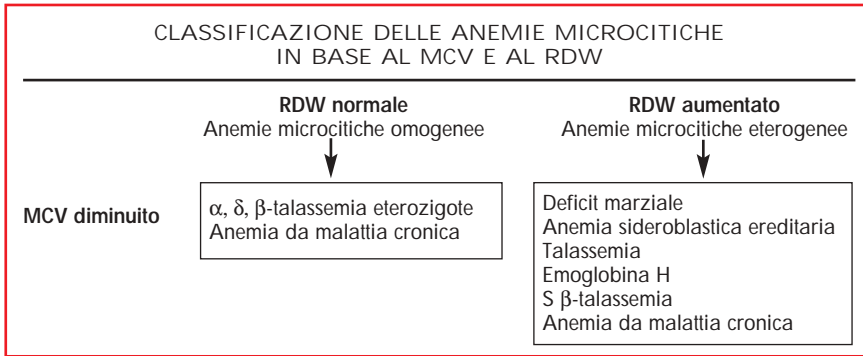 CLASSIFICAZIONE DELLE ANEMIE MICROCITICHE
IN BASE AL MCV E AL RDW
RDW normale
Anemie microcitiche omogenee
RDW aumentato
Anemie microcitiche eterogenee
MCV diminuito
α, δ, β-talassemia eterozigote
Anemia da malattia cronica
Deficit marziale
Anemia sideroblastica ereditaria
Talassemia
Emoglobina H
S β-talassemia
Anemia da malattia cronica